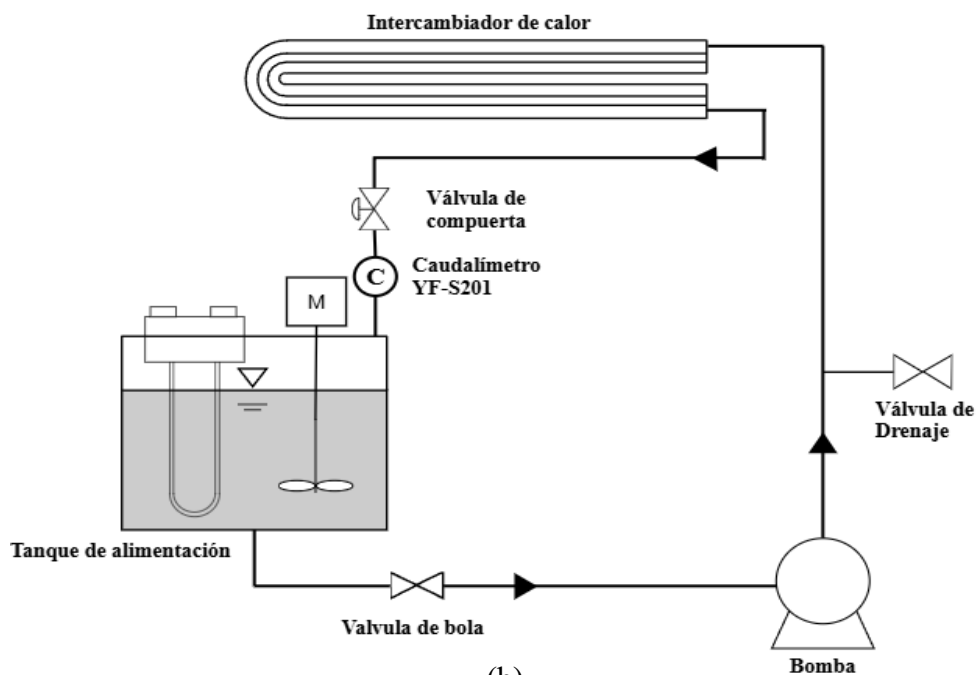 Intercambiador de calor
Válvula de
compuerta
Caudalímetro
YF-S201
C
M
Válvula de
Drenaje
Tanque de alimentación
Valvula de bola
Bomba
(b)